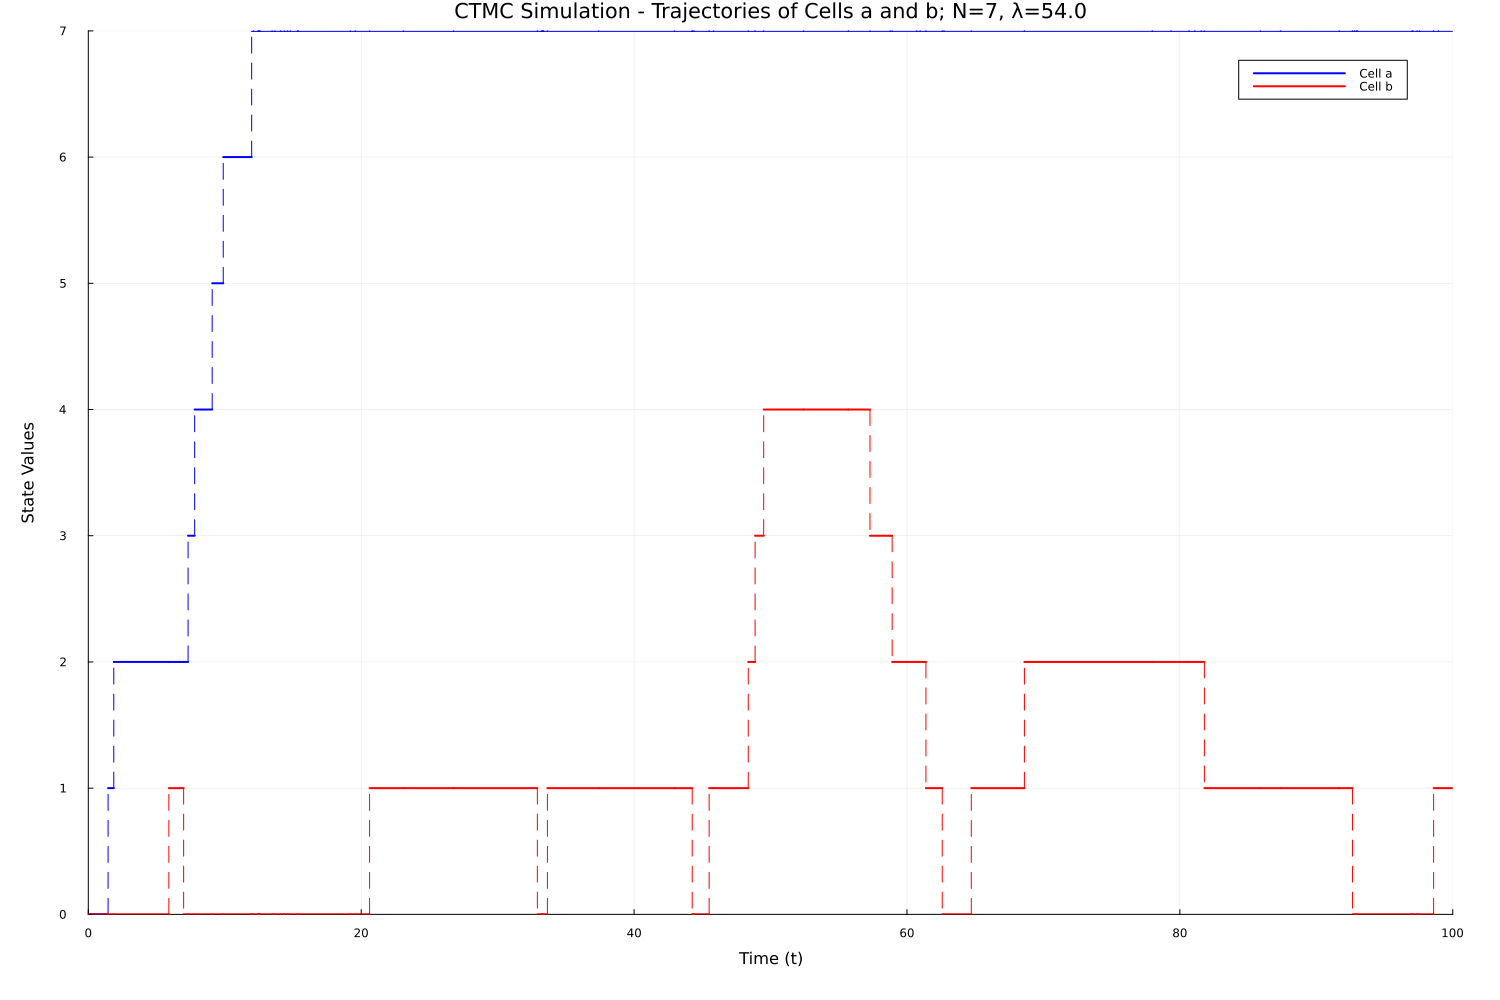 CTMC Simulation - Trajectories of Cells a and b; N=7, λ=54.0
7
6
5
4
3
2
1
0
State Values
Cell a
Cell b
0 20 40 60 80 100
Time (t)